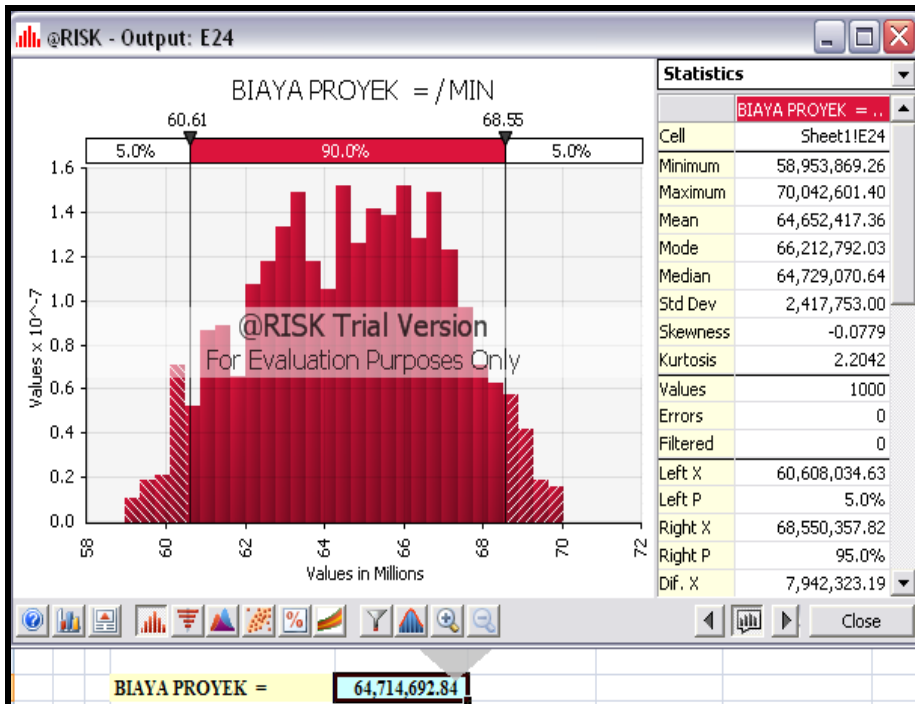 @RISK - Output: E24
BIAYA PROYEK = / MIN
60.61 68.55
5.0% 90.0% 5.0%
1.6
1.4
1.2
1.0
0.8
0.6
0.4
0.2
0.0
Values x 10^-7
@RISK Trial Version
For Evaluation Purposes Only
58 60 62 64 66 68 70 72
Values in Millions
Statistics
BIAYA PROYEK = ..
Cell Sheet1!E24
Minimum 58,953,869.26
Maximum 70,042,601.40
Mean 64,652,417.36
Mode 66,212,792.03
Median 64,729,070.64
Std Dev 2,417,753.00
Skewness -0.0779
Kurtosis 2.2042
Values 1000
Errors 0
Filtered 0
Left X 60,608,034.63
Left P 5.0%
Right X 68,550,357.82
Right P 95.0%
Dif. X 7,942,323.19
Close
BIAYA PROYEK = 64,714,692.84